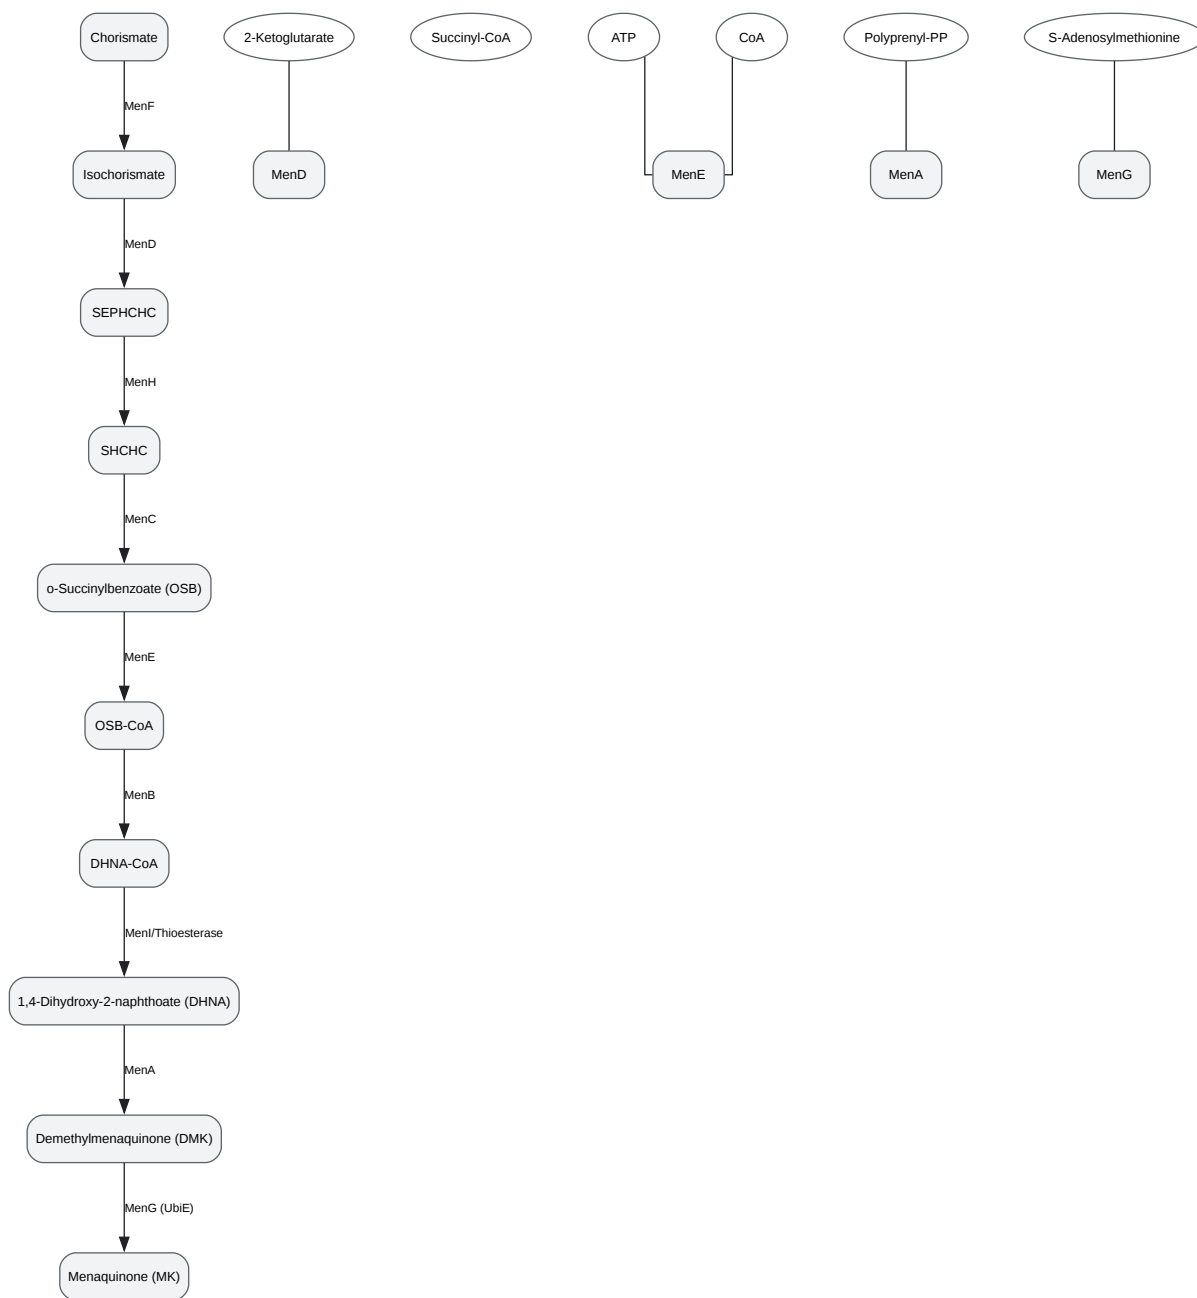 Chorismate
2-Ketoglutarate
Succinyl-CoA
ATP
CoA
Polyprenyl-PP
S-Adenosylmethionine
MenF
Isochorismate
MenD
MenE
MenA
MenG
MenD
SEPHCHC
MenH
SHCHC
MenC
o-Succinylbenzoate (OSB)
MenE
OSB-CoA
MenB
DHNA-CoA
MenI/Thioesterase
1,4-Dihydroxy-2-naphthoate (DHNA)
MenA
Demethylmenaquinone (DMK)
MenG (UbiE)
Menaquinone (MK)